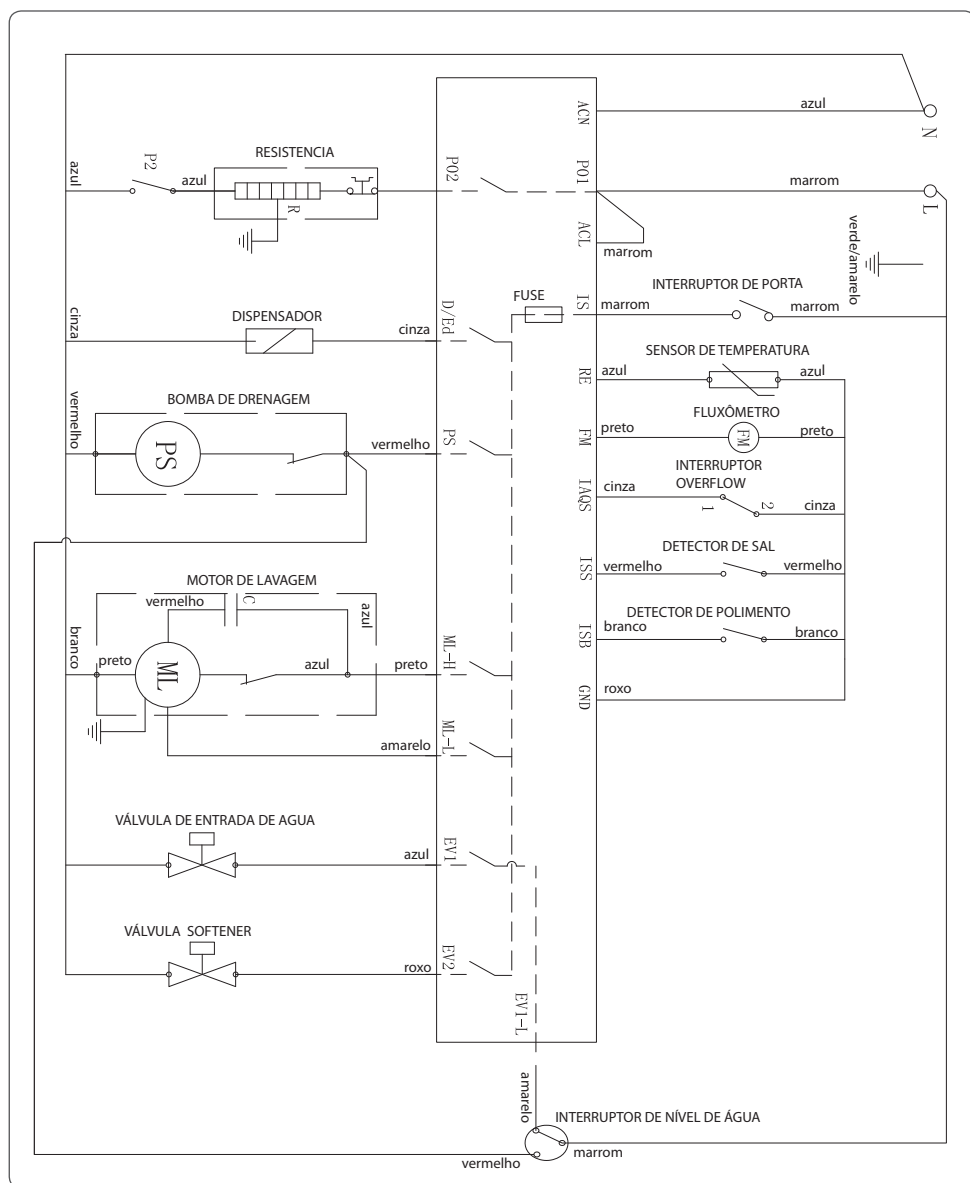 ACN
azul
N
P2
azul
azul
RESISTENCIA
R
PO2
PO1
marrom
L
ACL
marrom
verde/amarelo
cinza
DISPENSADOR
cinza
D/Ed
FUSE
IS
marrom
INTERRUPTOR DE PORTA
marrom
SENSOR DE TEMPERATURA
RE
azul
azul
vermelho
BOMBA DE DRENAGEM
PS
vermelho
PS
FLUXÔMETRO
FM
preto
FM
preto
INTERRUPTOR
OVERFLOW
IAQS
cinza
1
2
cinza
DETECTOR DE SAL
ISS
vermelho
vermelho
MOTOR DE LAVAGEM
vermelho
C
azul
branco
preto
ML
azul
preto
ML-H
DETECTOR DE POLIMENTO
ISB
branco
branco
GND
roxo
amarelo
ML-L
VÁLVULA DE ENTRADA DE AGUA
azul
EV1
VÁLVULA SOFTENER
roxo
EV2
EV1-L
amarelo
INTERRUPTOR DE NÍVEL DE ÁGUA
marrom
vermelho